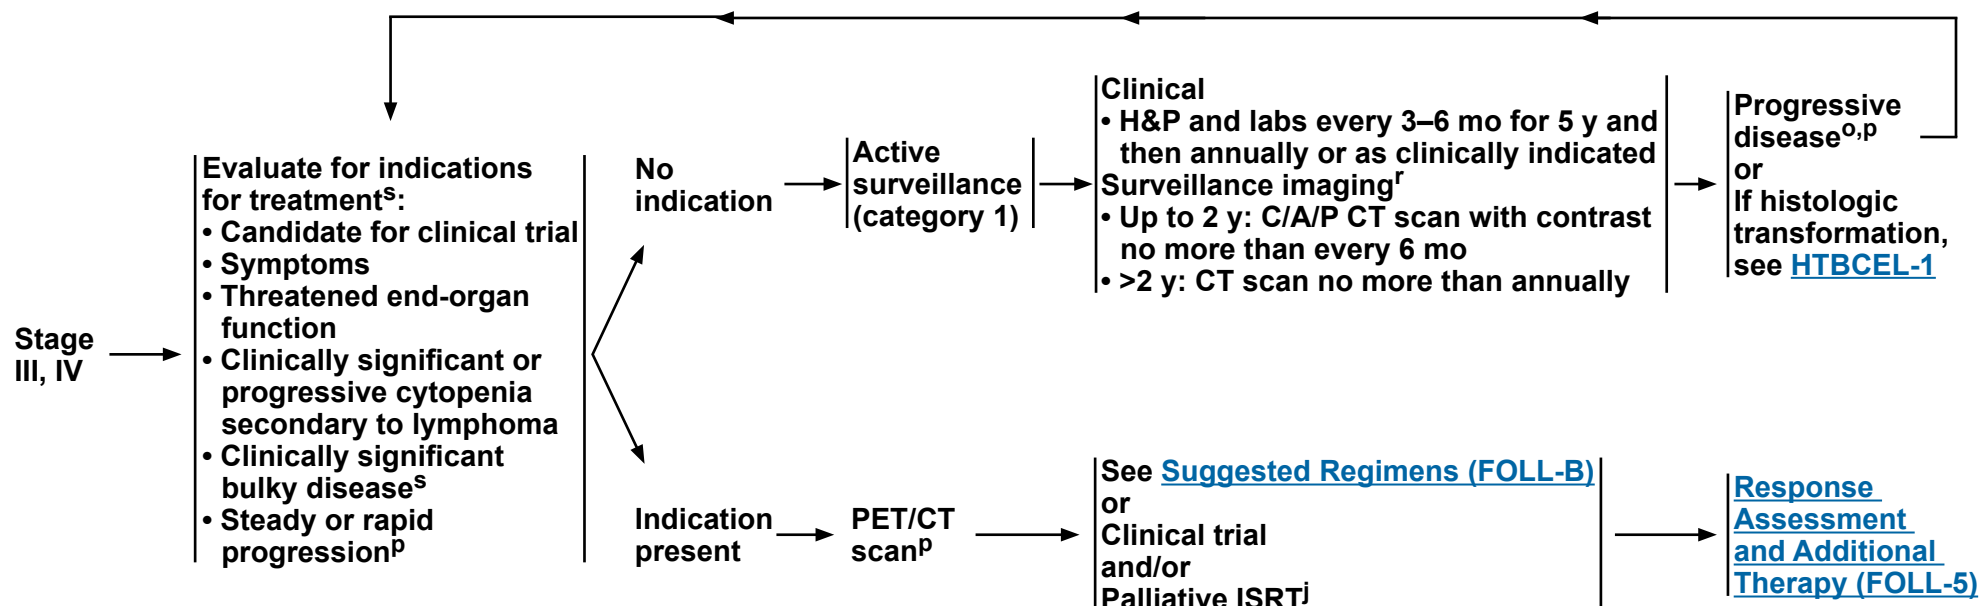 Stage
III, IV
Evaluate for indications
for treatmentˢ:
• Candidate for clinical trial
• Symptoms
• Threatened end-organ
function
• Clinically significant or
progressive cytopenia
secondary to lymphoma
• Clinically significant
bulky diseaseˢ
• Steady or rapid
progressionᵖ
No
indication
Active
surveillance
(category 1)
Clinical
• H&P and labs every 3–6 mo for 5 y and
then annually or as clinically indicated
Surveillance imagingʳ
• Up to 2 y: C/A/P CT scan with contrast
no more than every 6 mo
• >2 y: CT scan no more than annually
Progressive
diseaseᵒ,ᵖ
or
If histologic
transformation,
see HTBCEL-1
Indication
present
PET/CT
scanᵖ
See Suggested Regimens (FOLL-B)
or
Clinical trial
and/or
Palliative ISRTʲ
Response
Assessment
and Additional
Therapy (FOLL-5)